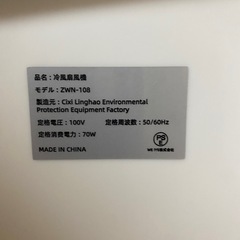 品名：冷風扇風機
モデル：ZWN-108
製造元：Cixi Linghao Environmental
Protection Equipment Factory
定格電圧：100V 定格周波数：50/60Hz
定格消費電力：70W
MADE IN CHINA
PS
E